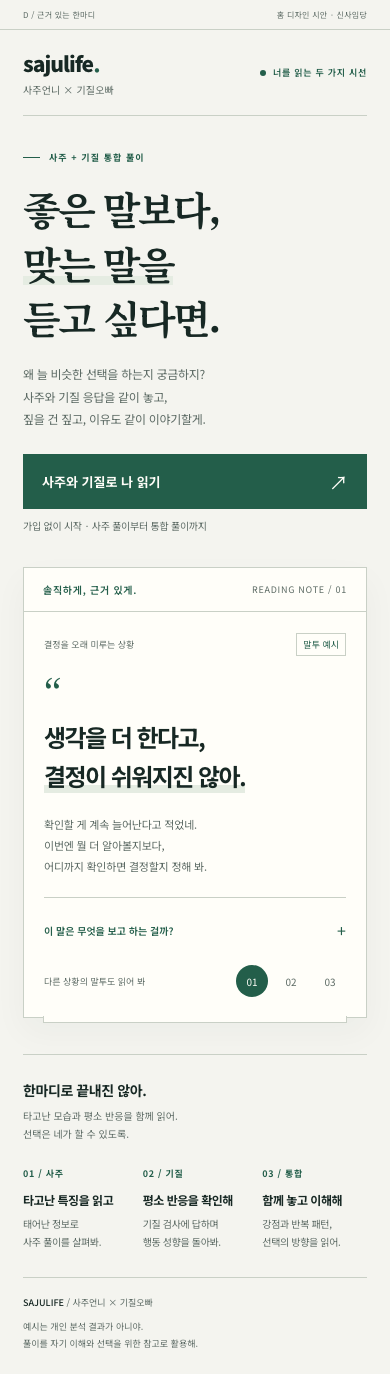 D / 근거 있는 한마디
홈 디자인 시안 · 신사임당
sajulife.
사주언니 × 기질오빠
너를 읽는 두 가지 시선
사주 + 기질 통합 풀이
좋은 말보다,
맞는 말을
듣고 싶다면.
왜 늘 비슷한 선택을 하는지 궁금하지?
사주와 기질 응답을 같이 놓고,
짚을 건 짚고, 이유도 같이 이야기할게.
사주와 기질로 나 읽기 ↗
가입 없이 시작 · 사주 풀이부터 통합 풀이까지
솔직하게, 근거 있게.
READING NOTE / 01
결정을 오래 미루는 상황
말투 예시
“
생각을 더 한다고,
결정이 쉬워지진 않아.
확인할 게 계속 늘어난다고 적었네.
이번엔 뭘 더 알아볼지보다,
어디까지 확인하면 결정할지 정해 봐.
이 말은 무엇을 보고 하는 걸까? +
다른 상황의 말투도 읽어 봐
01 02 03
한마디로 끝내진 않아.
타고난 모습과 평소 반응을 함께 읽어.
선택은 네가 할 수 있도록.
01 / 사주
타고난 특징을 읽고
태어난 정보로
사주 풀이를 살펴봐.
02 / 기질
평소 반응을 확인해
기질 검사에 답하며
행동 성향을 돌아봐.
03 / 통합
함께 놓고 이해해
강점과 반복 패턴,
선택의 방향을 읽어.
SAJULIFE / 사주언니 × 기질오빠
예시는 개인 분석 결과가 아니야.
풀이를 자기 이해와 선택을 위한 참고로 활용해.